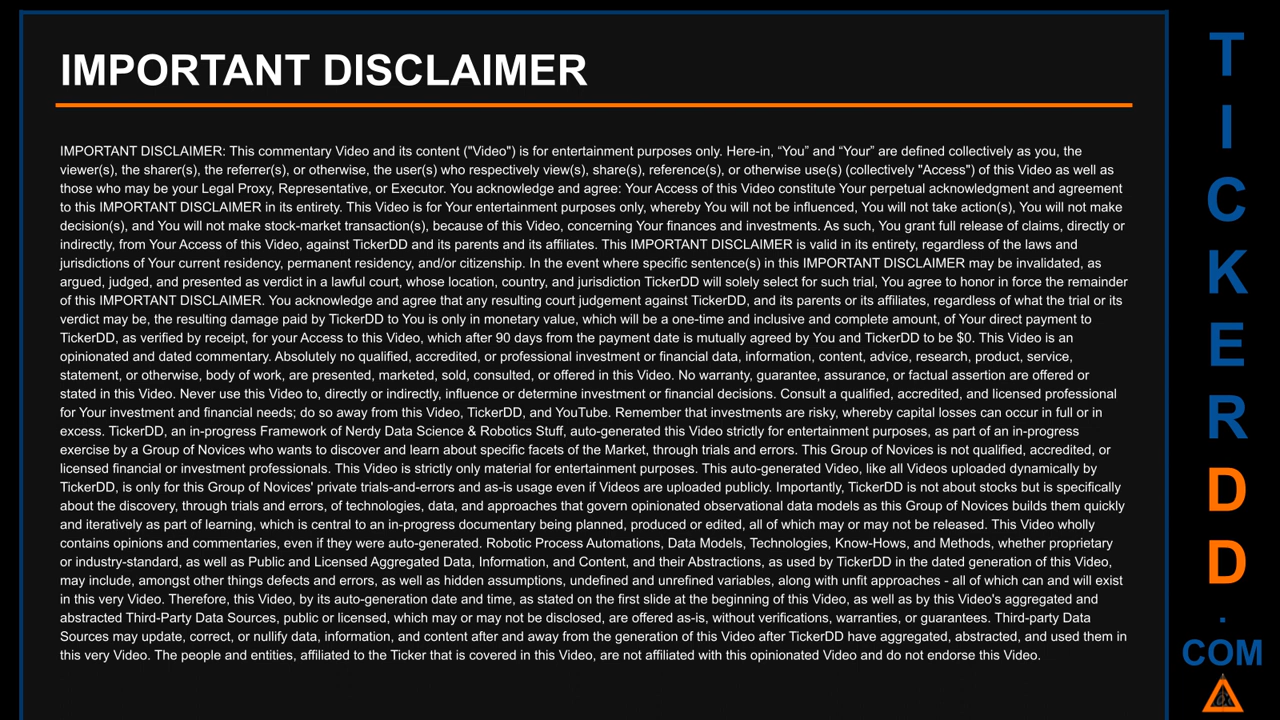 IMPORTANT DISCLAIMER
IMPORTANT DISCLAIMER: This commentary Video and its content ("Video") is for entertainment purposes only. Here-in, “You” and “Your” are defined collectively as you, the
viewer(s), the sharer(s), the referrer(s), or otherwise, the user(s) who respectively view(s), share(s), reference(s), or otherwise use(s) (collectively "Access") of this Video as well as
those who may be your Legal Proxy, Representative, or Executor. You acknowledge and agree: Your Access of this Video constitute Your perpetual acknowledgment and agreement
to this IMPORTANT DISCLAIMER in its entirety. This Video is for Your entertainment purposes only, whereby You will not be influenced, You will not take action(s), You will not make
decision(s), and You will not make stock-market transaction(s), because of this Video, concerning Your finances and investments. As such, You grant full release of claims, directly or
indirectly, from Your Access of this Video, against TickerDD and its parents and its affiliates. This IMPORTANT DISCLAIMER is valid in its entirety, regardless of the laws and
jurisdictions of Your current residency, permanent residency, and/or citizenship. In the event where specific sentence(s) in this IMPORTANT DISCLAIMER may be invalidated, as
argued, judged, and presented as verdict in a lawful court, whose location, country, and jurisdiction TickerDD will solely select for such trial, You agree to honor in force the remainder
of this IMPORTANT DISCLAIMER. You acknowledge and agree that any resulting court judgement against TickerDD, and its parents or its affiliates, regardless of what the trial or its
verdict may be, the resulting damage paid by TickerDD to You is only in monetary value, which will be a one-time and inclusive and complete amount, of Your direct payment to
TickerDD, as verified by receipt, for your Access to this Video, which after 90 days from the payment date is mutually agreed by You and TickerDD to be $0. This Video is an
opinionated and dated commentary. Absolutely no qualified, accredited, or professional investment or financial data, information, content, advice, research, product, service,
statement, or otherwise, body of work, are presented, marketed, sold, consulted, or offered in this Video. No warranty, guarantee, assurance, or factual assertion are offered or
stated in this Video. Never use this Video to, directly or indirectly, influence or determine investment or financial decisions. Consult a qualified, accredited, and licensed professional
for Your investment and financial needs; do so away from this Video, TickerDD, and YouTube. Remember that investments are risky, whereby capital losses can occur in full or in
excess. TickerDD, an in-progress Framework of Nerdy Data Science & Robotics Stuff, auto-generated this Video strictly for entertainment purposes, as part of an in-progress
exercise by a Group of Novices who wants to discover and learn about specific facets of the Market, through trials and errors. This Group of Novices is not qualified, accredited, or
licensed financial or investment professionals. This Video is strictly only material for entertainment purposes. This auto-generated Video, like all Videos uploaded dynamically by
TickerDD, is only for this Group of Novices' private trials-and-errors and as-is usage even if Videos are uploaded publicly. Importantly, TickerDD is not about stocks but is specifically
about the discovery, through trials and errors, of technologies, data, and approaches that govern opinionated observational data models as this Group of Novices builds them quickly
and iteratively as part of learning, which is central to an in-progress documentary being planned, produced or edited, all of which may or may not be released. This Video wholly
contains opinions and commentaries, even if they were auto-generated. Robotic Process Automations, Data Models, Technologies, Know-Hows, and Methods, whether proprietary
or industry-standard, as well as Public and Licensed Aggregated Data, Information, and Content, and their Abstractions, as used by TickerDD in the dated generation of this Video,
may include, amongst other things defects and errors, as well as hidden assumptions, undefined and unrefined variables, along with unfit approaches - all of which can and will exist
in this very Video. Therefore, this Video, by its auto-generation date and time, as stated on the first slide at the beginning of this Video, as well as by this Video's aggregated and
abstracted Third-Party Data Sources, public or licensed, which may or may not be disclosed, are offered as-is, without verifications, warranties, or guarantees. Third-party Data
Sources may update, correct, or nullify data, information, and content after and away from the generation of this Video after TickerDD have aggregated, abstracted, and used them in
this very Video. The people and entities, affiliated to the Ticker that is covered in this Video, are not affiliated with this opinionated Video and do not endorse this Video.
T
I
C
K
E
R
D
D
.
COM